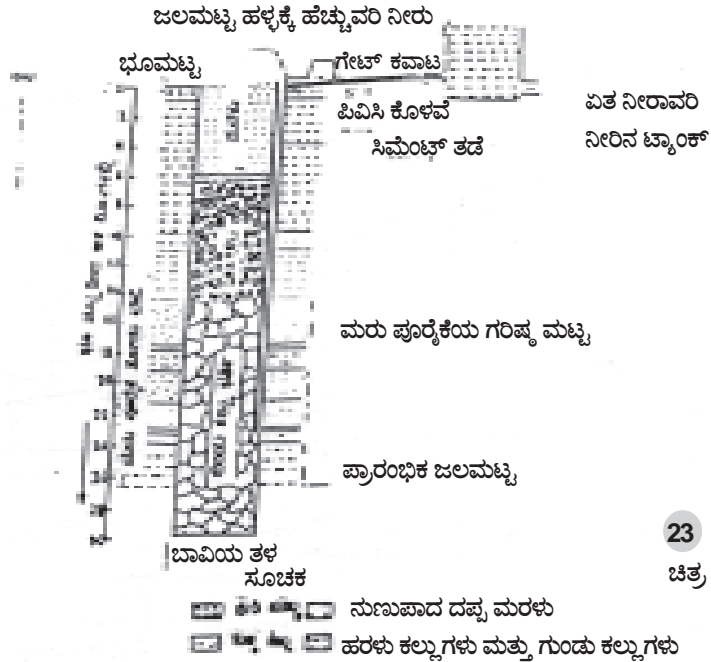 ಜಲಮಟ್ಟ ಹಳ್ಳಕ್ಕೆ ಹೆಚ್ಚುವರಿ ನೀರು
ಭೂಮಟ್ಟ
ಗೇಟ್ ಕವಾಟ
ಪಿವಿಸಿ ಕೊಳವೆ
ಸಿಮೆಂಟ್ ತಡೆ
ಏತ ನೀರಾವರಿ
ನೀರಿನ ಟ್ಯಾಂಕ್
ಮರು ಪೂರೈಕೆಯ ಗರಿಷ್ಠ ಮಟ್ಟ
ಪ್ರಾರಂಭಿಕ ಜಲಮಟ್ಟ
23
ಚಿತ್ರ
ಬಾವಿಯ ತಳ
ಸೂಚಕ
ನುಣುಪಾದ ದಪ್ಪ ಮರಳು
ಹರಳು ಕಲ್ಲುಗಳು ಮತ್ತು ಗುಂಡು ಕಲ್ಲುಗಳು